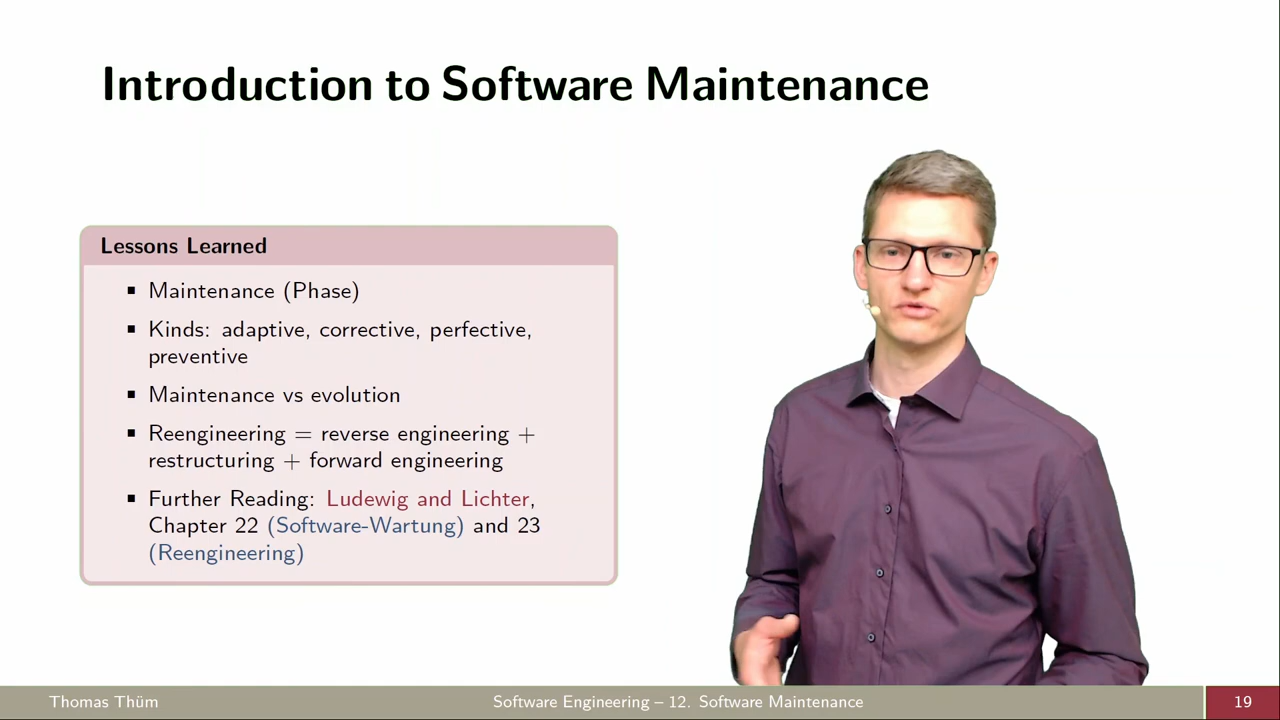 Introduction to Software Maintenance
Lessons Learned
▪ Maintenance (Phase)
▪ Kinds: adaptive, corrective, perfective,
preventive
▪ Maintenance vs evolution
▪ Reengineering = reverse engineering +
restructuring + forward engineering
▪ Further Reading: Ludewig and Lichter,
Chapter 22 (Software-Wartung) and 23
(Reengineering)
Thomas Thüm
Software Engineering – 12. Software Maintenance
19